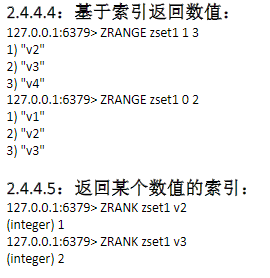 2.4.4.4：基于索引返回数值：
127.0.0.1:6379> ZRANGE zset1 1 3
1) "v2"
2) "v3"
3) "v4"
127.0.0.1:6379> ZRANGE zset1 0 2
1) "v1"
2) "v2"
3) "v3"
2.4.4.5：返回某个数值的索引：
127.0.0.1:6379> ZRANK zset1 v2
(integer) 1
127.0.0.1:6379> ZRANK zset1 v3
(integer) 2